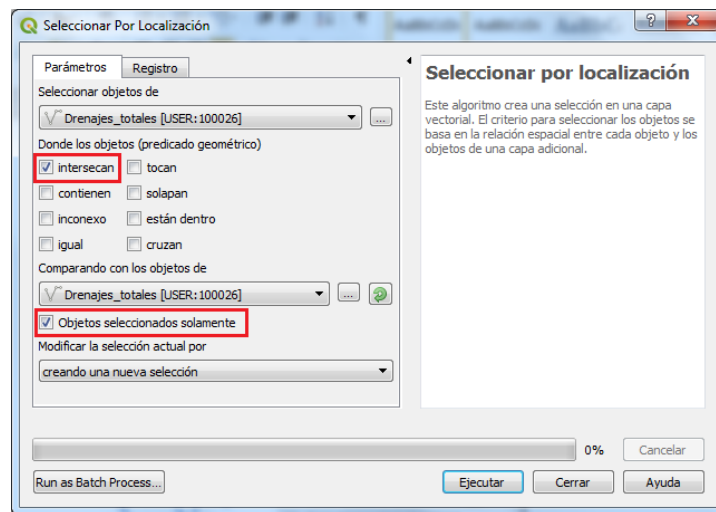 Seleccionar Por Localización
Parámetros
Registro
Seleccionar objetos de
Drenajes_totales [USER:100026]
...
Donde los objetos (predicado geométrico)
intersecan
tocan
contienen
solapan
inconexo
están dentro
igual
cruzan
Comparando con los objetos de
Drenajes_totales [USER:100026]
...
Objetos seleccionados solamente
Modificar la selección actual por
creando una nueva selección
Seleccionar por localización
Este algoritmo crea una selección en una capa
vectorial. El criterio para seleccionar los objetos se
basa en la relación espacial entre cada objeto y los
objetos de una capa adicional.
0%
Cancelar
Run as Batch Process...
Ejecutar
Cerrar
Ayuda